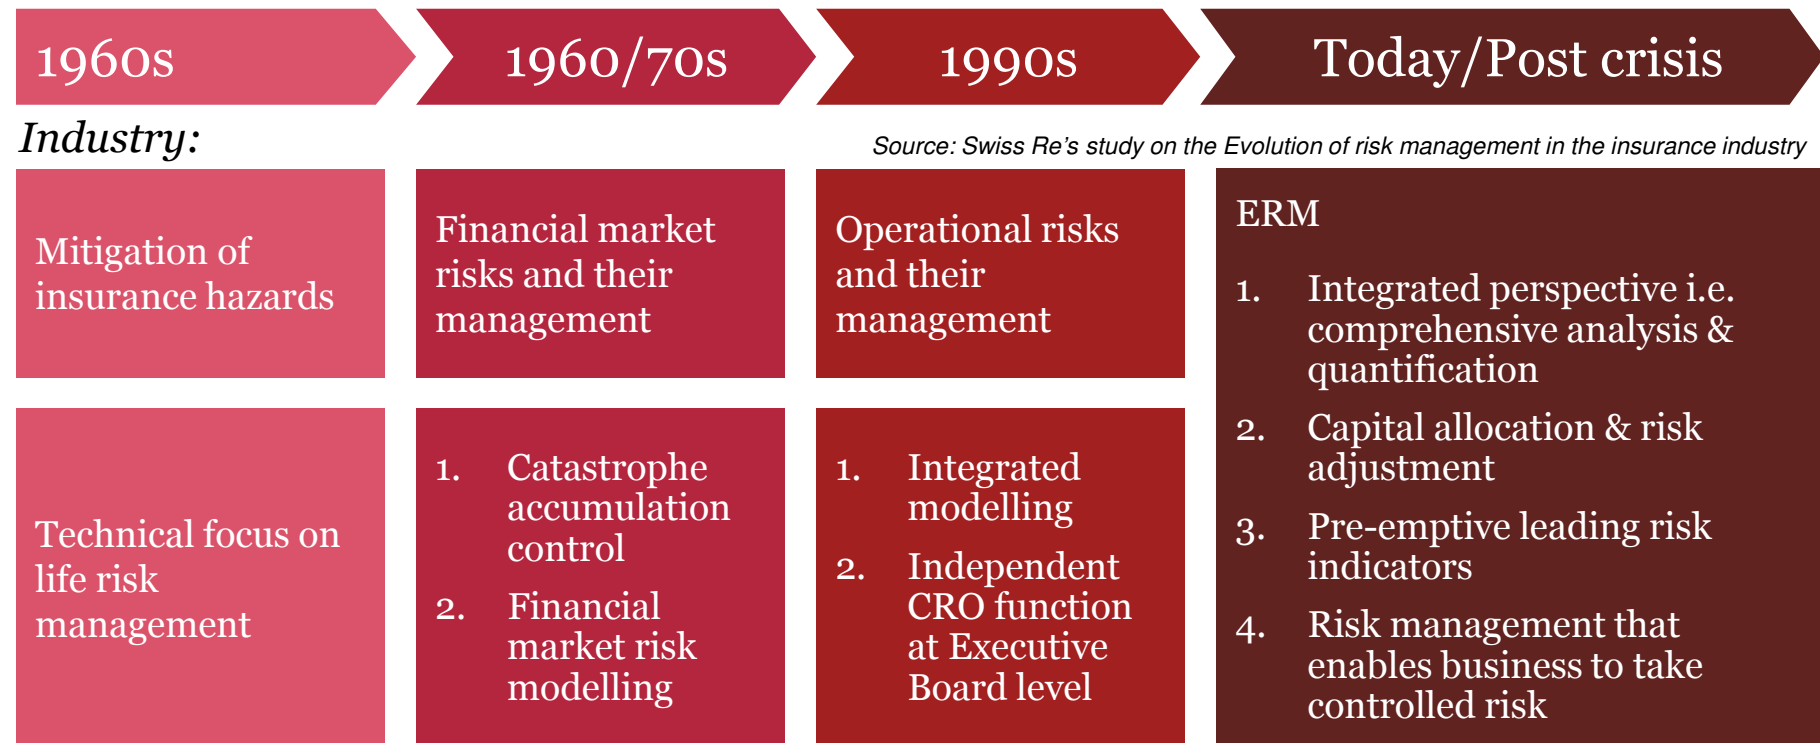 1960s
1960/70s
1990s
Today/Post crisis
Industry:
Source: Swiss Re's study on the Evolution of risk management in the insurance industry
Mitigation of
insurance hazards
Financial market
risks and their
management
Operational risks
and their
management
Technical focus on
life risk
management
1. Catastrophe
accumulation
control
2. Financial
market risk
modelling
1. Integrated
modelling
2. Independent
CRO function
at Executive
Board level
ERM
1. Integrated perspective i.e.
comprehensive analysis &
quantification
2. Capital allocation & risk
adjustment
3. Pre-emptive leading risk
indicators
4. Risk management that
enables business to take
controlled risk